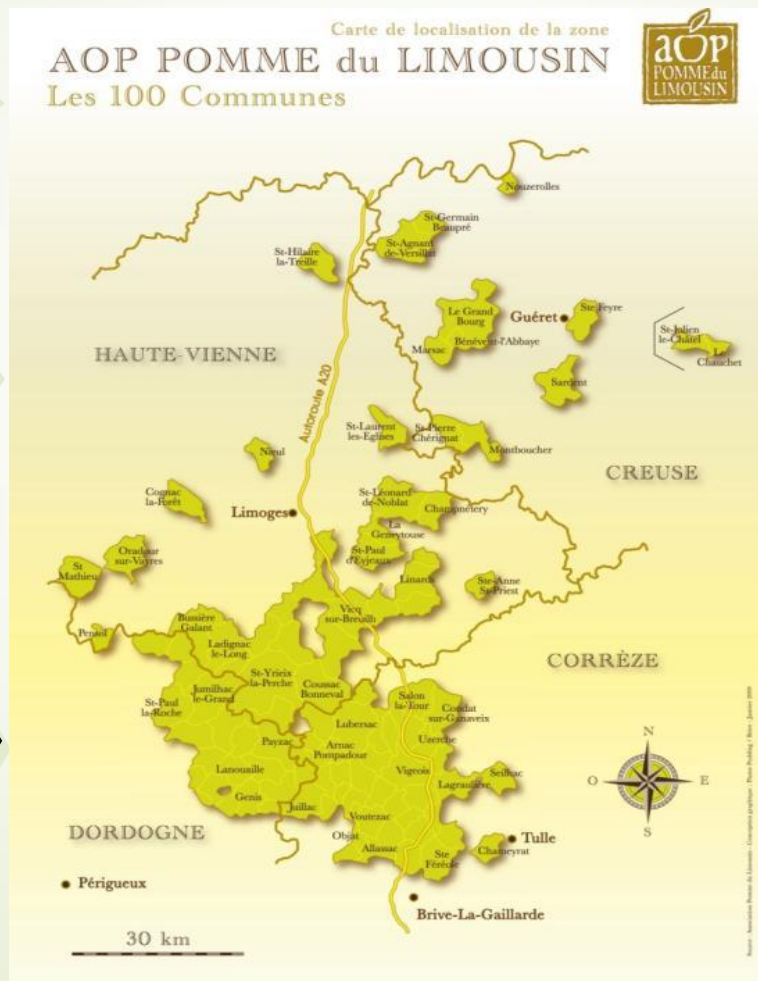 Carte de localisation de la zone
AOP POMME du LIMOUSIN
Les 100 Communes
aOP
POMME du
LIMOUSIN
Nouzerolles
St-Germain
Beaupré
St-Agnant
de-Versillat
St-Hilaire
la-Treille
Le Grand
Bourg
Guéret
Ste Feyre
St-Julien
le-Châtel
Le
Chauchet
HAUTE-VIENNE
Marsac
Bénévent-l'Abbaye
Sardent
Autoroute A20
St-Laurent
les-Eglises
St-Pierre
Chérignat
Montboucher
Nieul
CREUSE
Cognac
la-Forêt
St-Léonard
de-Noblat
Champnétery
Limoges
La
Geneytouse
St-Paul
d'Eyjeaux
Oradour
sur-Vayres
St
Mathieu
Linards
Ste-Anne
St-Priest
Pensol
Bussière
Galant
Vicq
sur-Breuilh
Ladignac
le-Long
CORRÈZE
St-Yrieix
la-Perche
Coussac
Bonneval
Jumilhac
le-Grand
St-Paul
la-Roche
Salon
la-Tour
Condat
sur-Ganaveix
Lubersac
Uzerche
Payzac
Arnac
Pompadour
N
O
E
S
Lanouaille
Vigeois
Seilhac
Lagraulière
Genis
Juillac
Voutezac
DORDOGNE
Objat
Allassac
Ste
Féréole
Chameyrat
Tulle
Périgueux
Brive-La-Gaillarde
30 km